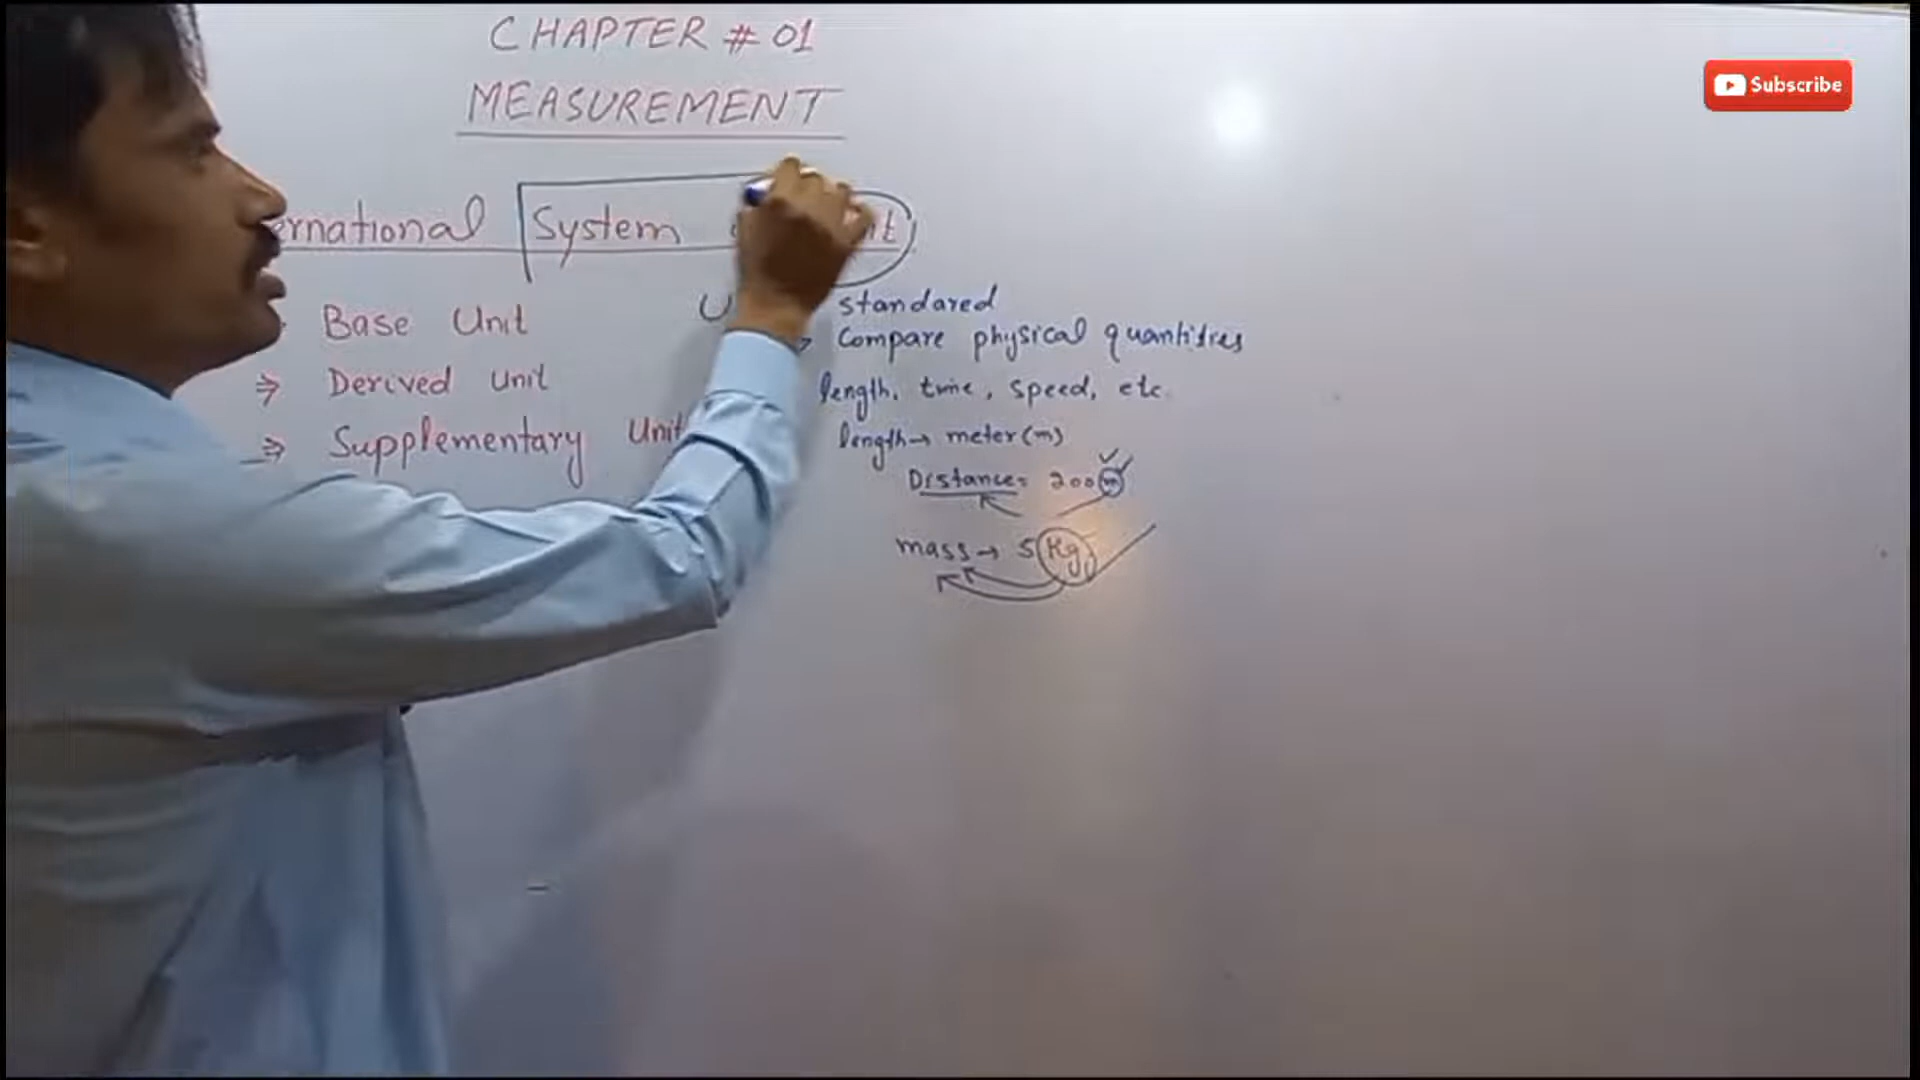 CHAPTER # 01
MEASUREMENT
Subscribe
ernational System
Base Unit
⇒ Derived Unit
⇒ Supplementary Unit
standared
Compare physical quantities
length, time, speed, etc.
length → meter (m)
Distance = 200 m
mass → 5 Kg